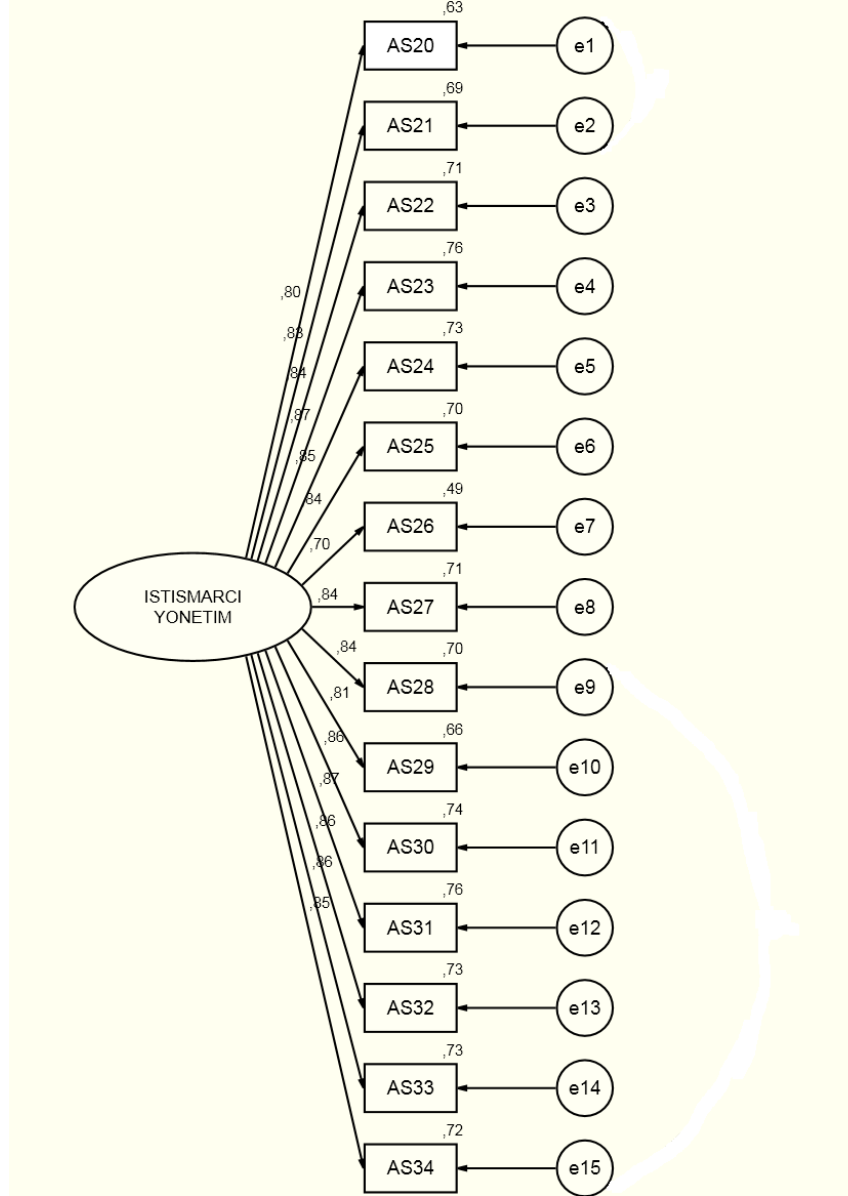 ,63
AS20
e1
,69
AS21
e2
,71
AS22
e3
,76
AS23
e4
,80
,83
,73
AS24
e5
,84
,70
,87
AS25
e6
,85
,49
84
AS26
e7
,70
,71
ISTISMARCI
YONETIM
,84
AS27
e8
,84
,70
AS28
e9
,81
,66
,86
AS29
e10
,87
,74
,86
AS30
e11
,86
,76
,85
AS31
e12
,73
AS32
e13
,73
AS33
e14
,72
AS34
e15